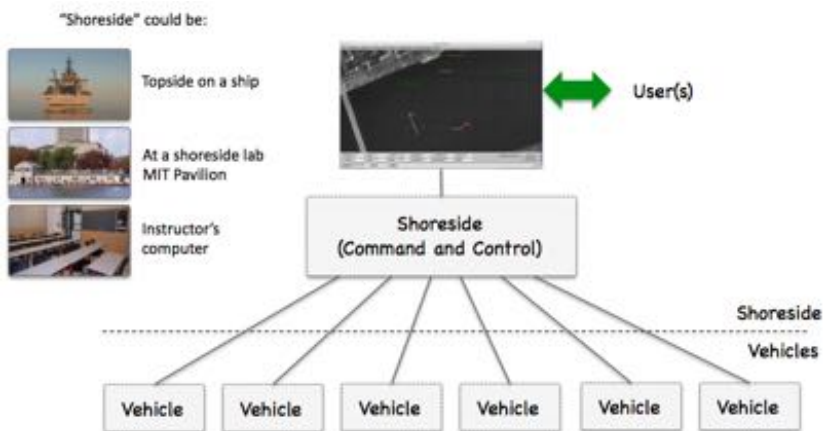 “Shoreside” could be:
Topside on a ship
At a shoreside lab
MIT Pavilion
Instructor’s
computer
User(s)
Shoreside
(Command and Control)
Shoreside
Vehicles
Vehicle
Vehicle
Vehicle
Vehicle
Vehicle
Vehicle